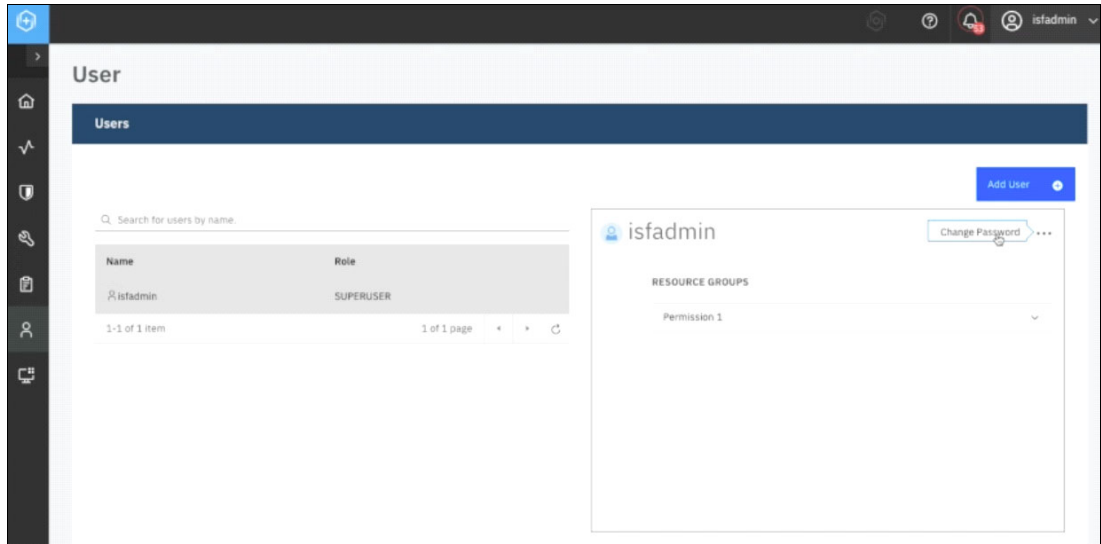 isfadmin
User
Users
Add User
Search for users by name.
Name Role
isfadmin SUPERUSER
1-1 of 1 item 1 of 1 page
isfadmin
Change Password
RESOURCE GROUPS
Permission 1